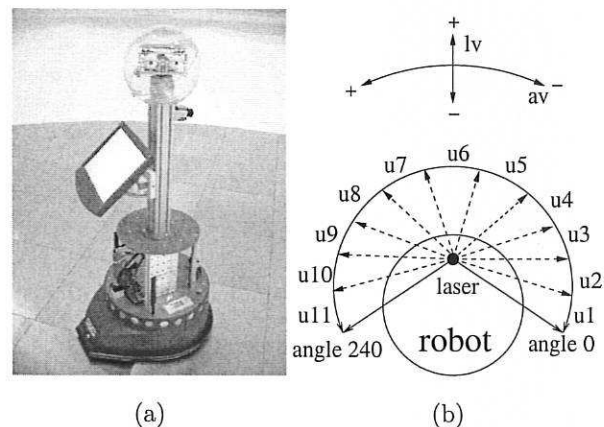 +
lv
+
-
av
-
u6
u7
u5
u8
u4
u9
u3
u10
u2
laser
u11
u1
angle 240
robot
angle 0
(a)
(b)